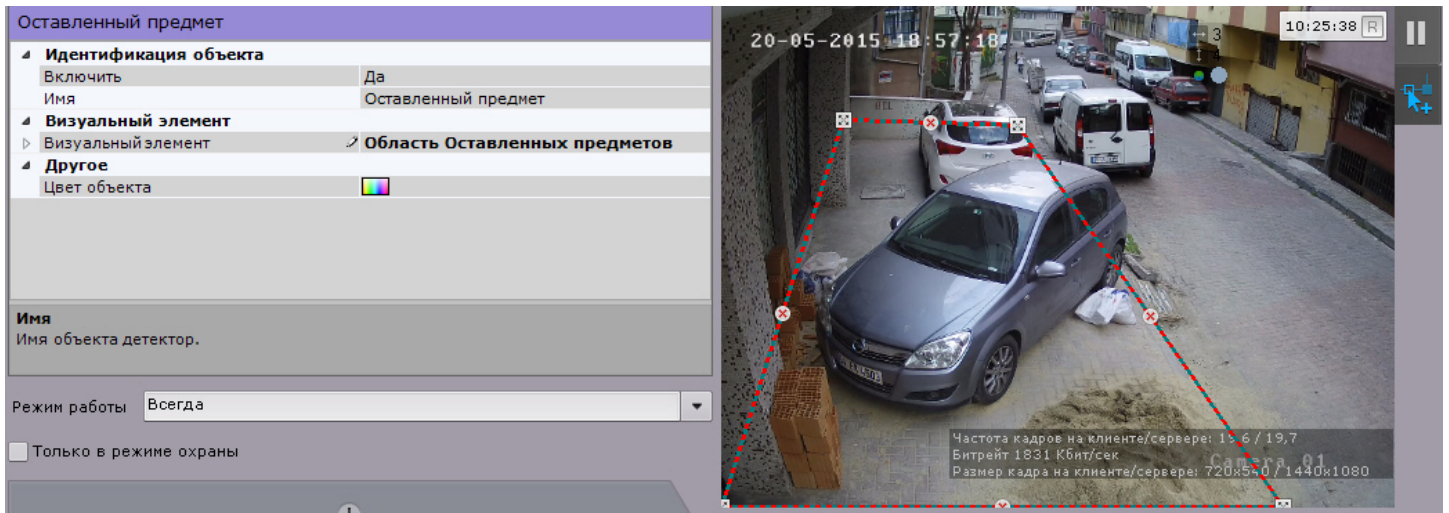 Оставленный предмет
Идентификация объекта
Включить Да
Имя Оставленный предмет
Визуальный элемент
Визуальный элемент Область Оставленных предметов
Другое
Цвет объекта
Имя
Имя объекта детектор.
Режим работы Всегда
Только в режиме охраны
20-05-2015 18:57:18
3
4
10:25:38 R
Частота кадров на клиенте/сервере: 19,6 / 19,7
Битрейт 1831 Кбит/сек
Camera 01
Размер кадра на клиенте/сервере: 720x540 / 1440x1080